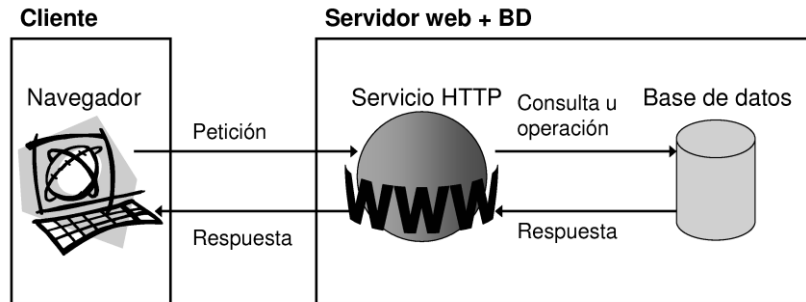 Cliente
Servidor web + BD
Navegador
Petición
Respuesta
Servicio HTTP
WWW
Consulta u
operación
Respuesta
Base de datos